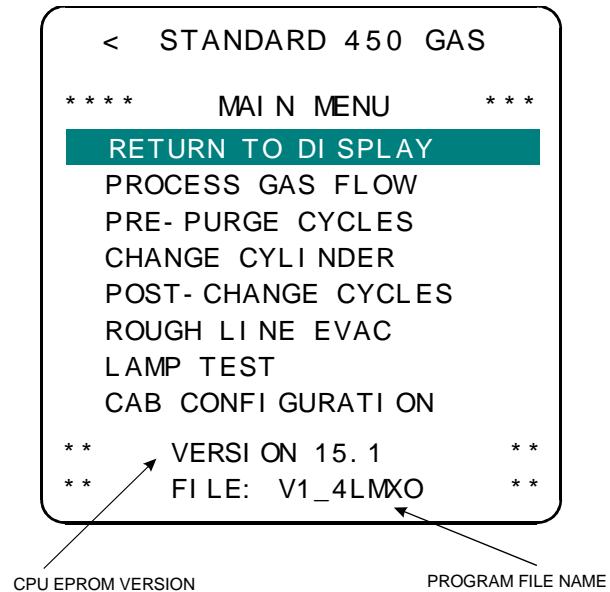 < STANDARD 450 GAS
**** MAIN MENU ***
RETURN TO DISPLAY
PROCESS GAS FLOW
PRE-PURGE CYCLES
CHANGE CYLINDER
POST-CHANGE CYCLES
ROUGH LINE EVAC
LAMP TEST
CAB CONFIGURATION
** VERSION 15.1 **
** FILE: V1_4LMXO **
CPU EPROM VERSION
PROGRAM FILE NAME